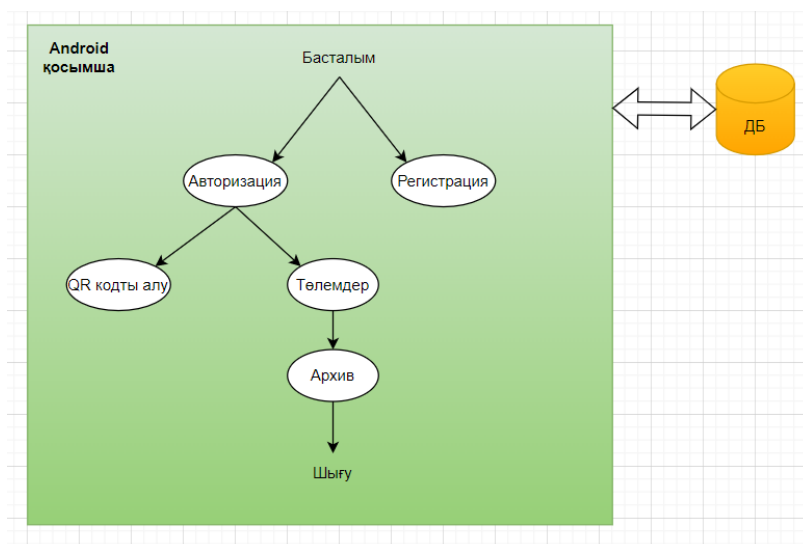 Android
қосымша
Басталым
ДБ
Авторизация
Регистрация
QR кодты алу
Төлемдер
Архив
Шығу